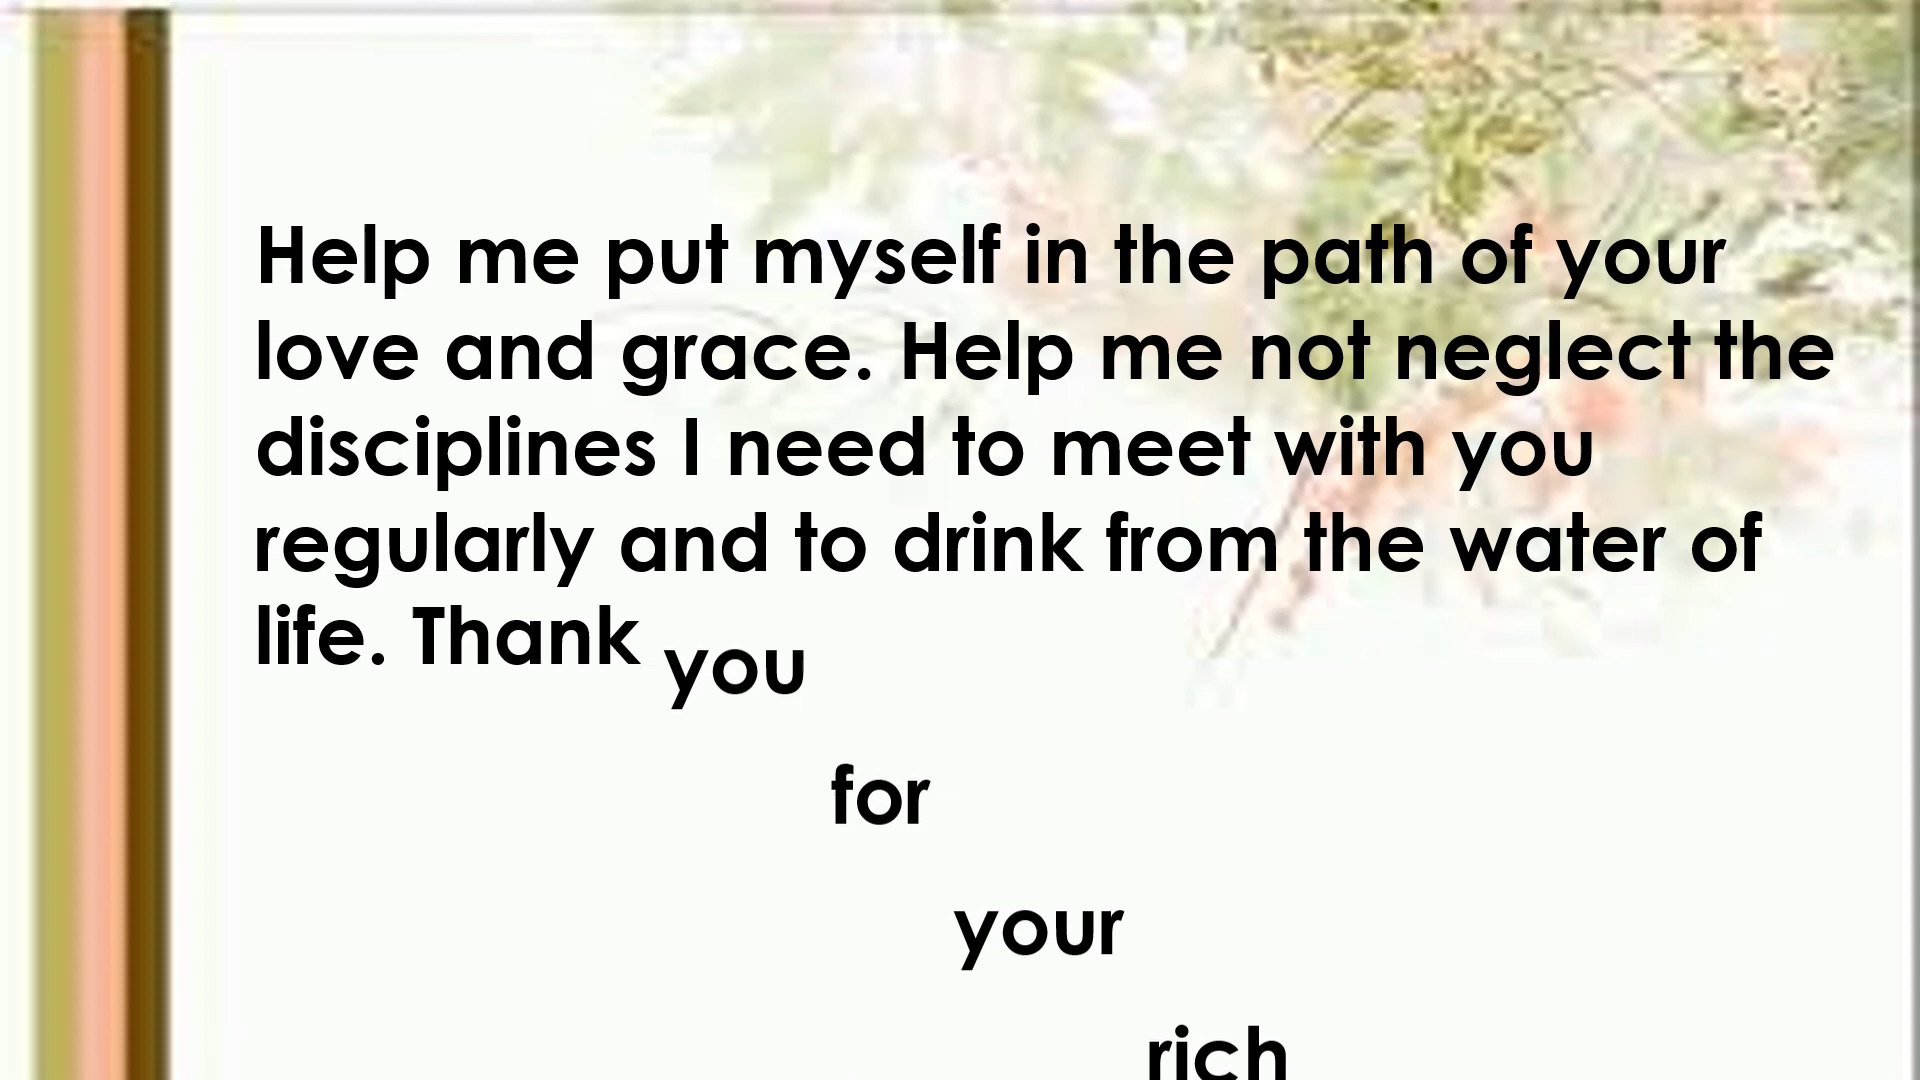 Help me put myself in the path of your
love and grace. Help me not neglect the
disciplines I need to meet with you
regularly and to drink from the water of
life. Thank you
for
your
rich